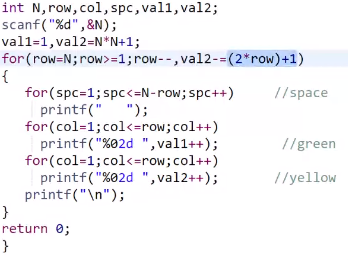 int N,row,col,spc,val1,val2;
scanf("%d",&N);
val1=1,val2=N*N+1;
for(row=N;row>=1;row--,val2-=(2*row)+1)
{
for(spc=1;spc<=N-row;spc++) //space
printf("   ");
for(col=1;col<=row;col++)
printf("%02d ",val1++); //green
for(col=1;col<=row;col++)
printf("%02d ",val2++); //yellow
printf("\n");
}
return 0;
}